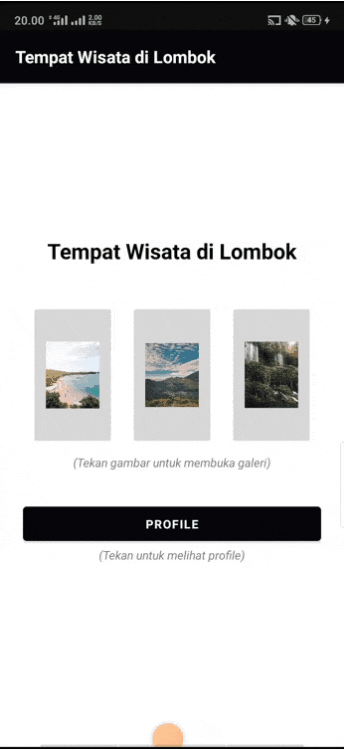 20.00 4G 2,00 KB/S 45
Tempat Wisata di Lombok
Tempat Wisata di Lombok
(Tekan gambar untuk membuka galeri)
PROFILE
(Tekan untuk melihat profile)